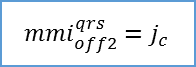 mmi_{off2}^{qrs} = j_c